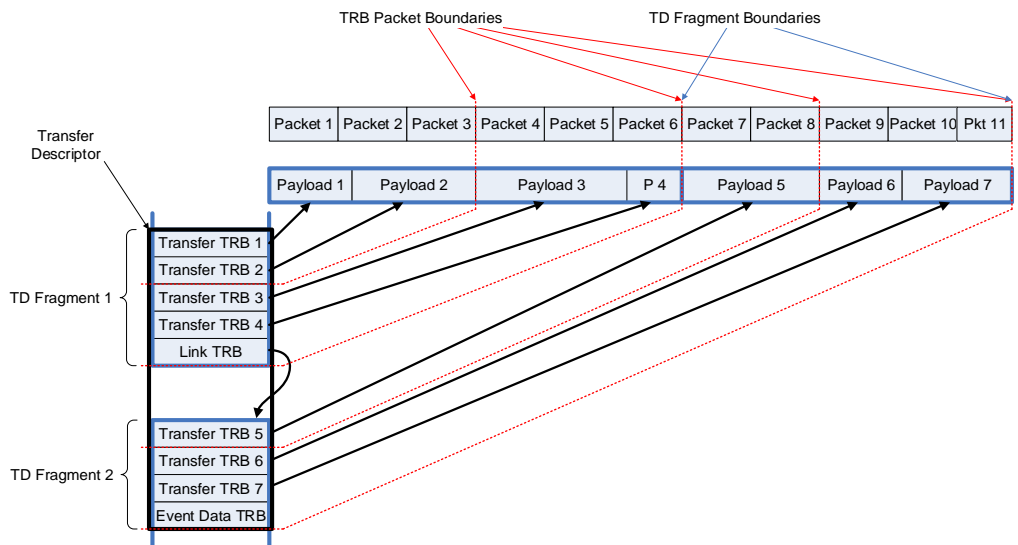 TRB Packet Boundaries
TD Fragment Boundaries
Packet 1 Packet 2 Packet 3 Packet 4 Packet 5 Packet 6 Packet 7 Packet 8 Packet 9 Packet 10 Pkt 11
Transfer
Descriptor
Payload 1 Payload 2 Payload 3 P 4 Payload 5 Payload 6 Payload 7
TD Fragment 1
Transfer TRB 1
Transfer TRB 2
Transfer TRB 3
Transfer TRB 4
Link TRB
TD Fragment 2
Transfer TRB 5
Transfer TRB 6
Transfer TRB 7
Event Data TRB